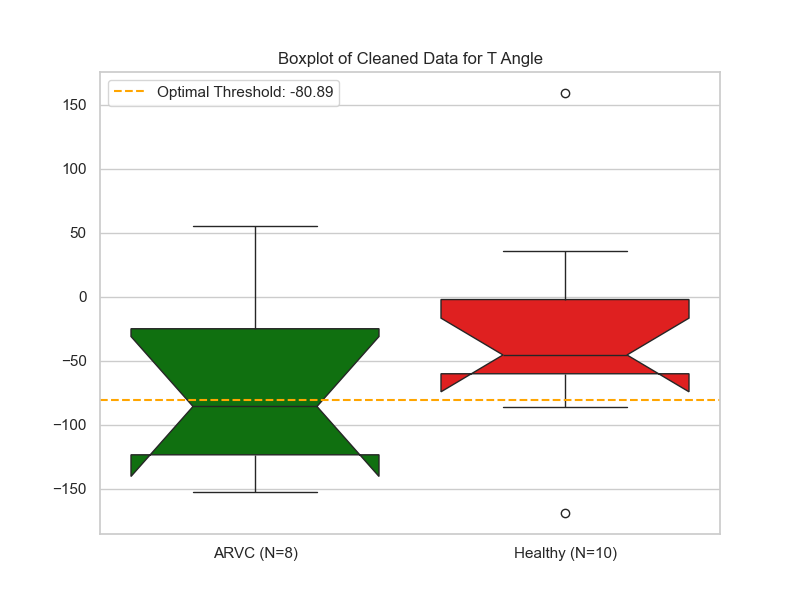 Boxplot of Cleaned Data for T Angle
Optimal Threshold: -80.89
150
100
50
0
−50
−100
−150
ARVC (N=8)
Healthy (N=10)